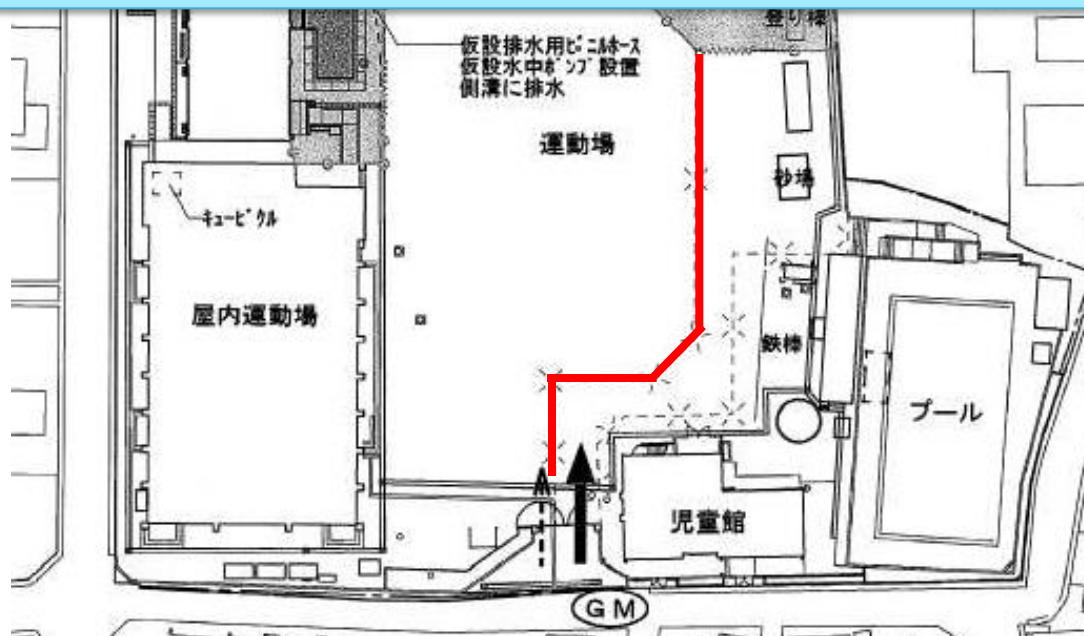 登り棒
仮設排水用ﾋﾞﾆﾙﾎｰｽ
仮設水中ﾎﾟﾝﾌﾟ設置
側溝に排水
運動場
砂場
ｷｭｰﾋﾞｸﾙ
屋内運動場
鉄棒
プール
児童館
GM